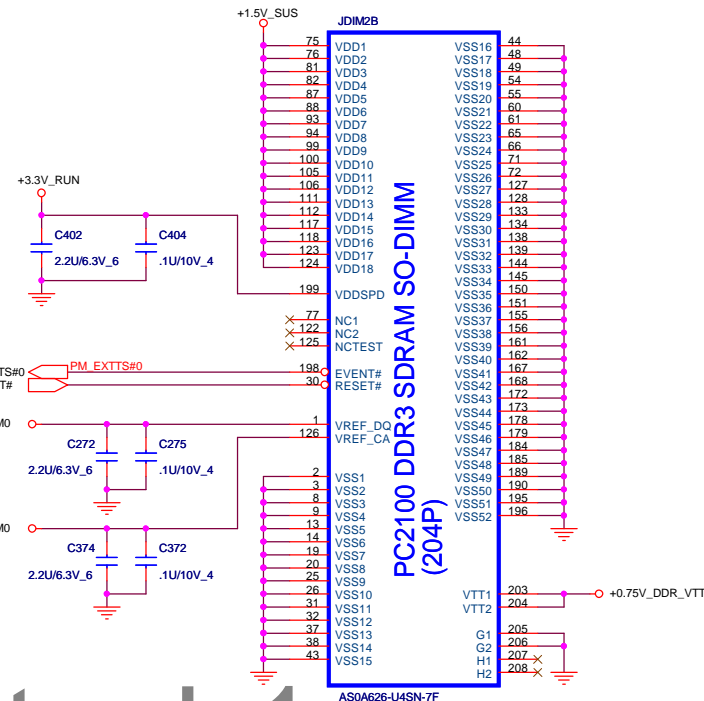 +1.5V_SUS
JDIM2B
75 VDD1 VSS16 44
76 VDD2 VSS17 48
81 VDD3 VSS18 49
82 VDD4 VSS19 54
87 VDD5 VSS20 55
88 VDD6 VSS21 60
93 VDD7 VSS22 61
94 VDD8 VSS23 65
99 VDD9 VSS24 66
100 VDD10 VSS25 71
105 VDD11 VSS26 72
106 VDD12 VSS27 127
111 VDD13 VSS28 128
112 VDD14 VSS29 133
117 VDD15 VSS30 134
118 VDD16 VSS31 138
123 VDD17 VSS32 139
124 VDD18 VSS33 144
VSS34 145
199 VDDSPD VSS35 150
VSS36 151
77 NC1 VSS37 155
122 NC2 VSS38 156
125 NCTEST VSS39 161
VSS40 162
198 EVENT# VSS41 167
30 RESET# VSS42 168
VSS43 172
VSS44 173
1 VREF_DQ VSS45 178
126 VREF_CA VSS46 179
VSS47 184
VSS48 185
2 VSS1 VSS49 189
3 VSS2 VSS50 190
8 VSS3 VSS51 195
9 VSS4 VSS52 196
13 VSS5
14 VSS6
19 VSS7
20 VSS8
25 VSS9
26 VSS10 VTT1 203
31 VSS11 VTT2 204
32 VSS12
37 VSS13 G1 205
38 VSS14 G2 206
43 VSS15 H1 207
H2 208
PC2100 DDR3 SDRAM SO-DIMM
(204P)
AS0A626-U4SN-7F
+3.3V_RUN
C402
2.2U/6.3V_6
C404
.1U/10V_4
TS#0
PM_EXTTS#0
T#
M0
C272
2.2U/6.3V_6
C275
.1U/10V_4
M0
C374
2.2U/6.3V_6
C372
.1U/10V_4
+0.75V_DDR_VTT